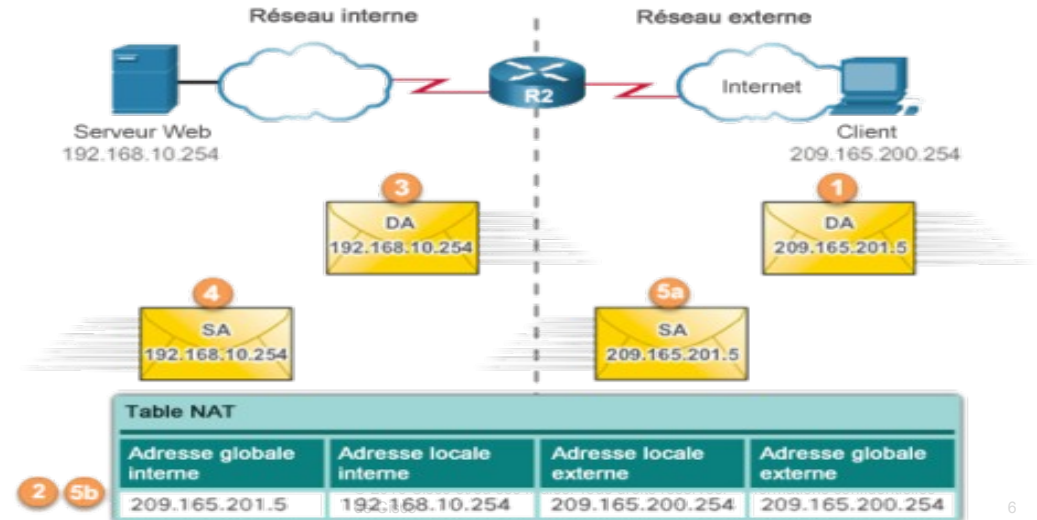 Réseau interne
Réseau externe
R2
Internet
Serveur Web
192.168.10.254
Client
209.165.200.254
3
DA
192.168.10.254
1
DA
209.165.201.5
4
SA
192.168.10.254
5a
SA
209.165.201.5
Table NAT
Adresse globale interne
Adresse locale interne
Adresse locale externe
Adresse globale externe
2 5b 209.165.201.5 192.168.10.254 209.165.200.254 209.165.200.254
6